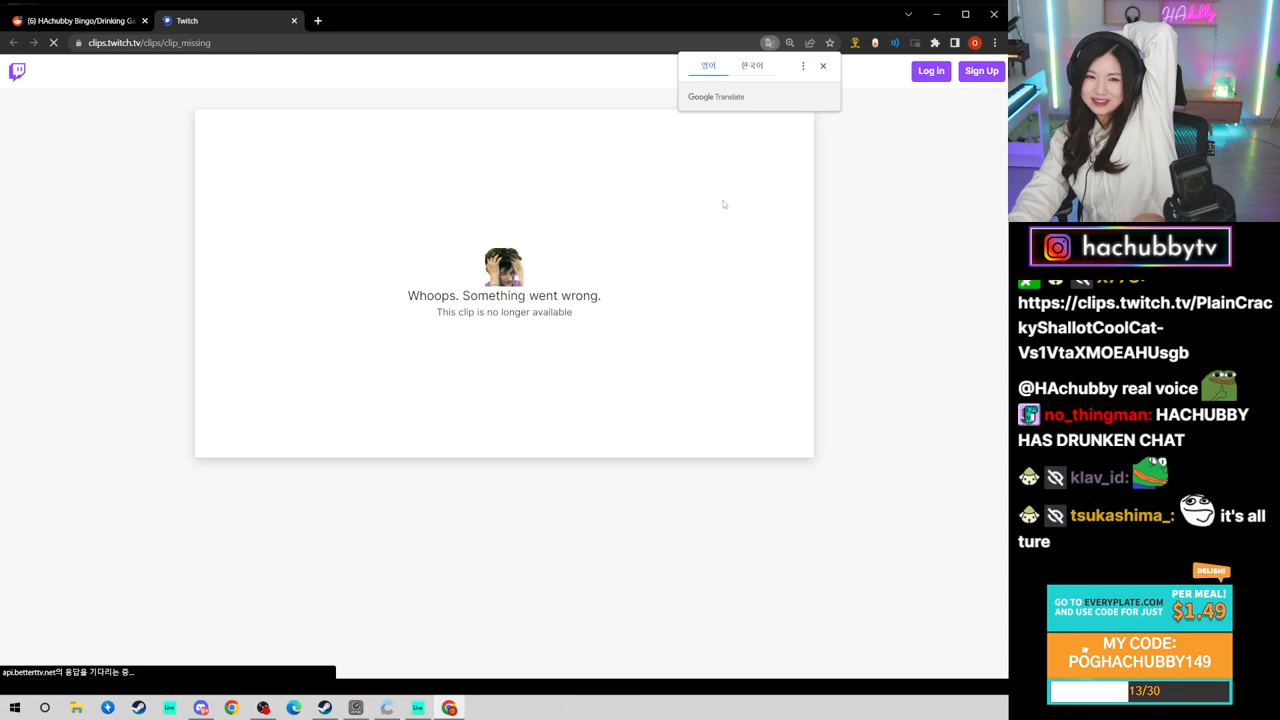 (6) HAchubby Bingo/Drinking Ga
Twitch
clips.twitch.tv/clips/clip_missing
영어
한국어
Google Translate
Log in
Sign Up
Whoops. Something went wrong.
This clip is no longer available
api.betterttv.net의 응답을 기다리는 중...
HAchubby
hachubbytv
https://clips.twitch.tv/PlainCrac
kyShallotCoolCat-
Vs1VtaXMOEAHUsgb
@HAchubby real voice
no_thingman: HACHUBBY
HAS DRUNKEN CHAT
klav_id:
tsukashima_: it's all
ture
DELISH!
GO TO EVERYPLATE.COM
AND USE CODE FOR JUST
PER MEAL!
$1.49
MY CODE:
POGHACHUBBY149
13/30
Live
Live